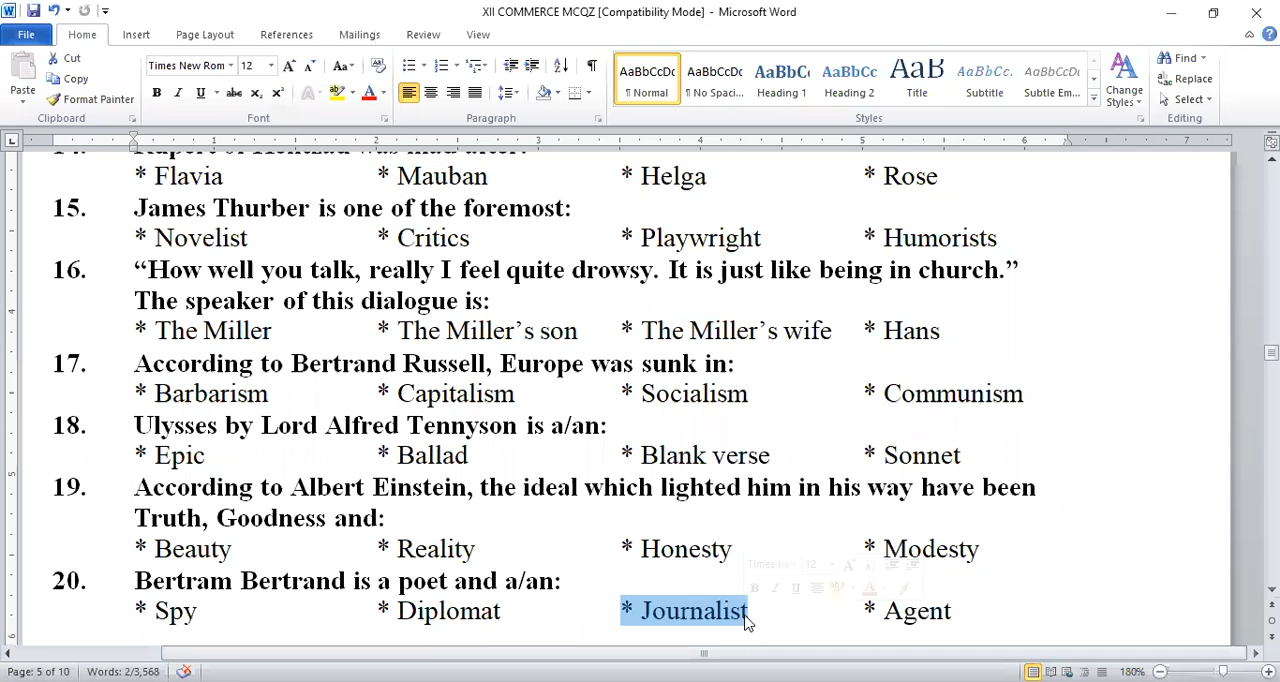 XII COMMERCE MCQZ [Compatibility Mode] - Microsoft Word
File Home Insert Page Layout References Mailings Review View
Cut
Copy
Format Painter
Paste
Clipboard
Times New Rom 12
Font
Paragraph
AaBbCcDc AaBbCcDc AaBbC AaBbCc AaB AaBbCc. AaBbCcDc
¶ Normal ¶ No Spaci... Heading 1 Heading 2 Title Subtitle Subtle Em...
Change Styles
Styles
Find
Replace
Select
Editing
1 2 3 4 5 6 7
* Flavia * Mauban * Helga * Rose
15. James Thurber is one of the foremost:
* Novelist * Critics * Playwright * Humorists
16. “How well you talk, really I feel quite drowsy. It is just like being in church.”
The speaker of this dialogue is:
* The Miller * The Miller’s son * The Miller’s wife * Hans
17. According to Bertrand Russell, Europe was sunk in:
* Barbarism * Capitalism * Socialism * Communism
18. Ulysses by Lord Alfred Tennyson is a/an:
* Epic * Ballad * Blank verse * Sonnet
19. According to Albert Einstein, the ideal which lighted him in his way have been
Truth, Goodness and:
* Beauty * Reality * Honesty * Modesty
20. Bertram Bertrand is a poet and a/an:
* Spy * Diplomat * Journalist * Agent
Page: 5 of 10 Words: 2/3,568 180%